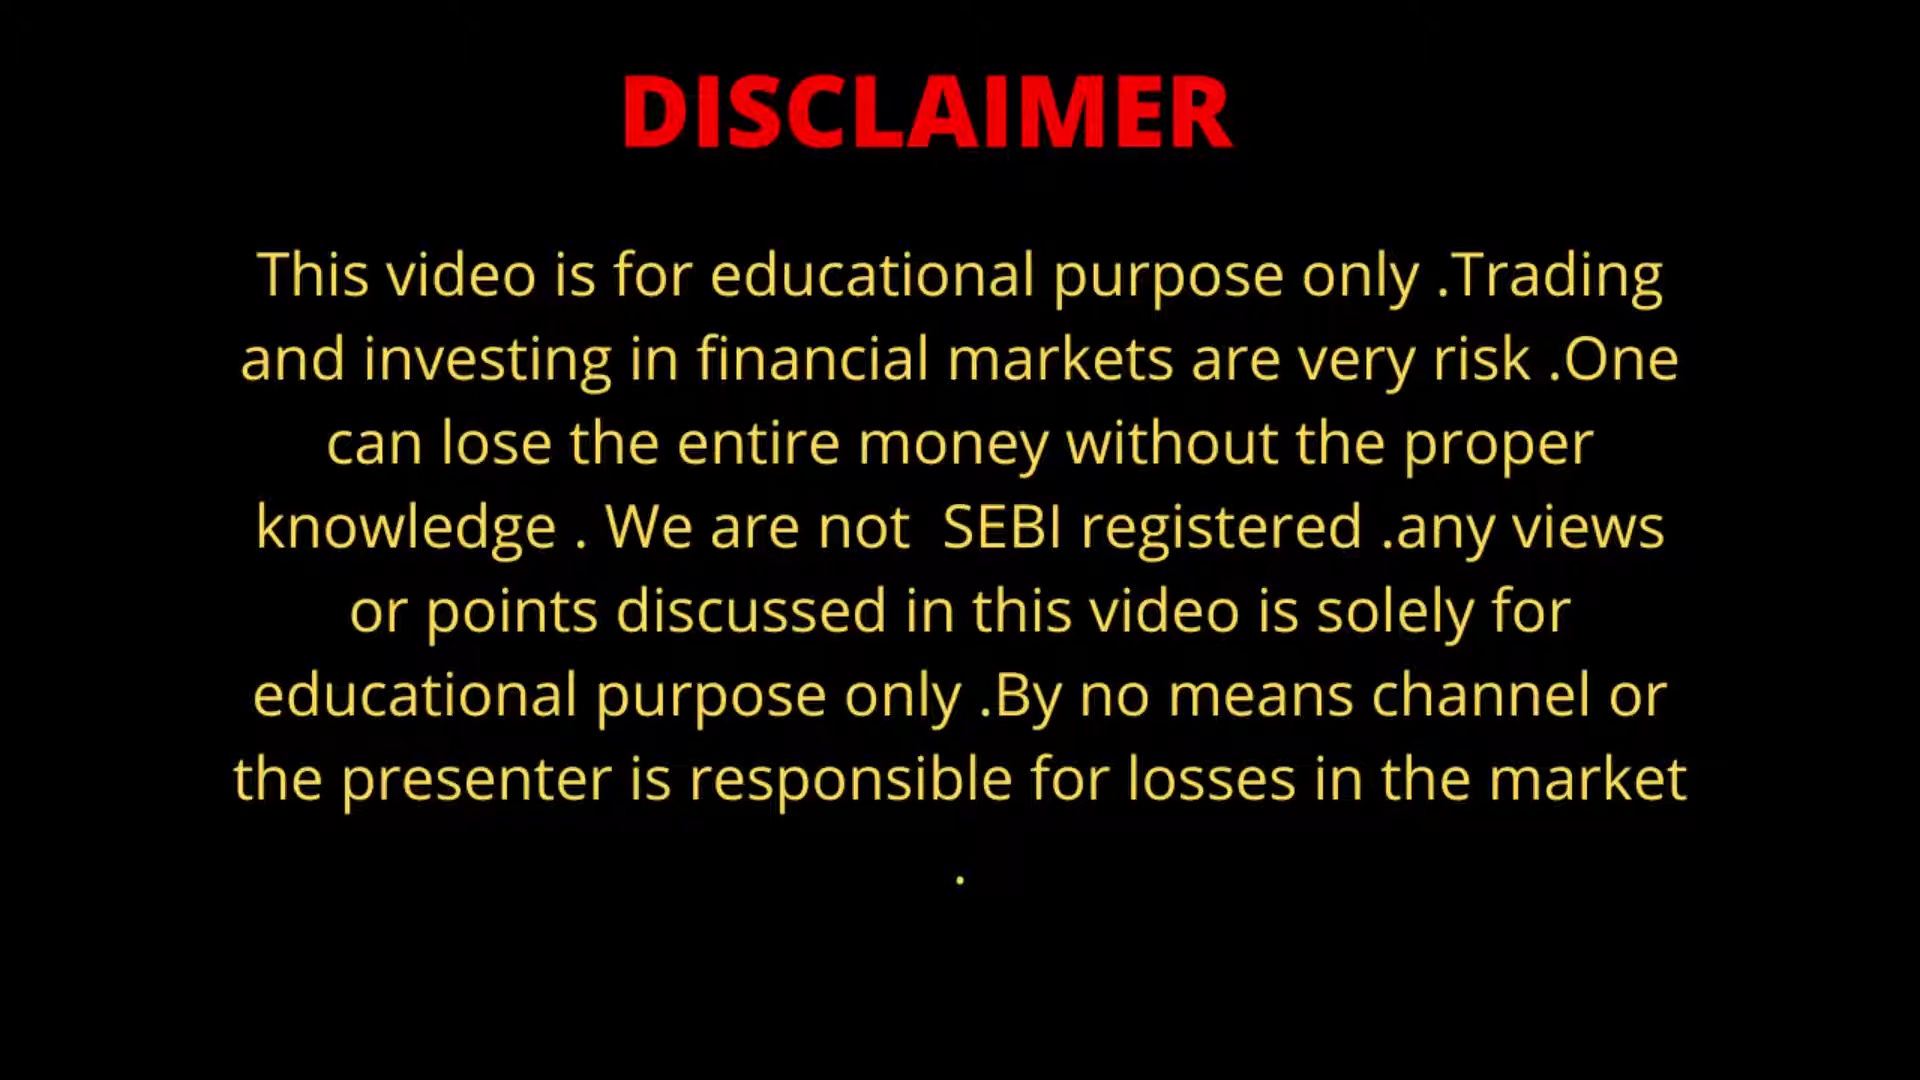 DISCLAIMER
This video is for educational purpose only .Trading
and investing in financial markets are very risk .One
can lose the entire money without the proper
knowledge . We are not  SEBI registered .any views
or points discussed in this video is solely for
educational purpose only .By no means channel or
the presenter is responsible for losses in the market
.